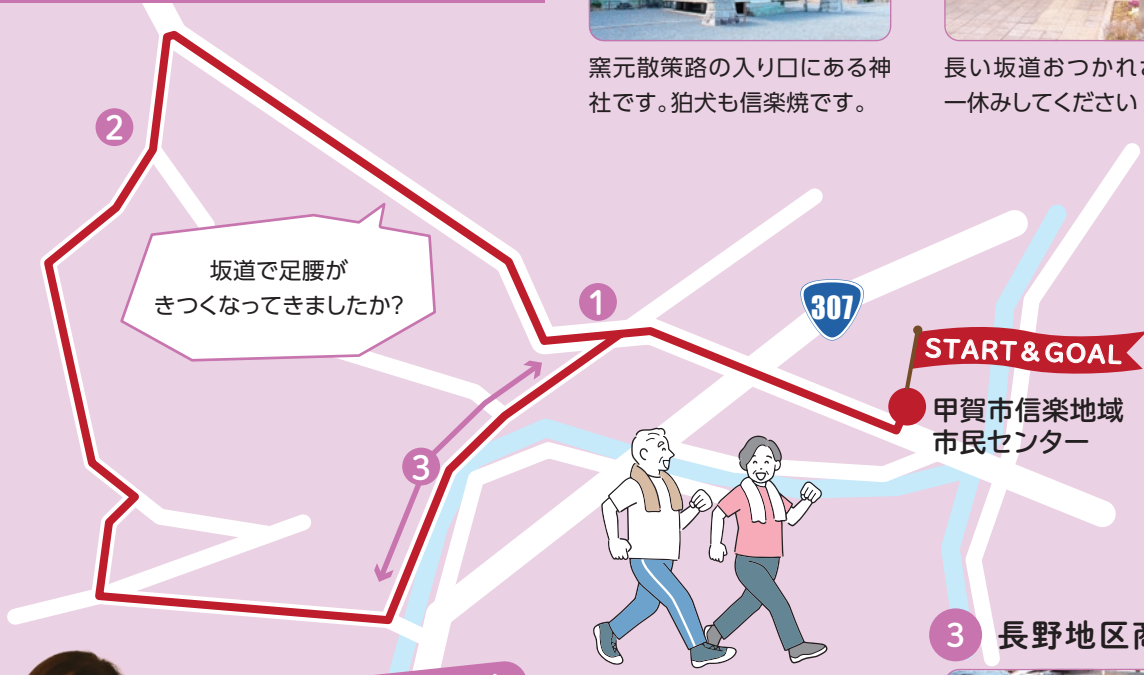 窯元散策路の入り口にある神
社です。狛犬も信楽焼です。
長い坂道おつかれ
一休みしてください
2
坂道で足腰が
きつくなってきましたか?
1
307
START&GOAL
甲賀市信楽地域
市民センター
3
3 長野地区